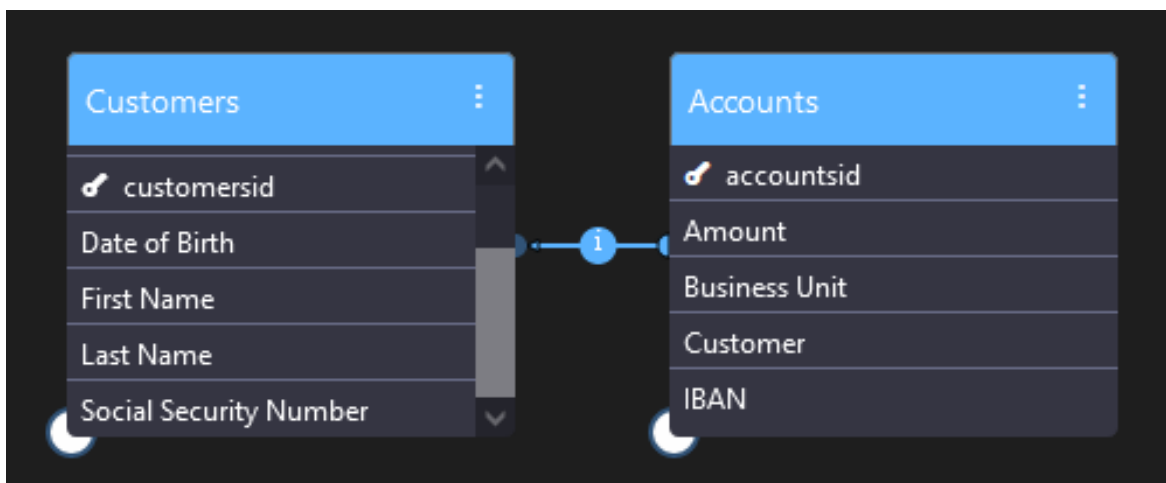 Customers
customersid
Date of Birth
First Name
Last Name
Social Security Number
i
Accounts
accountsid
Amount
Business Unit
Customer
IBAN